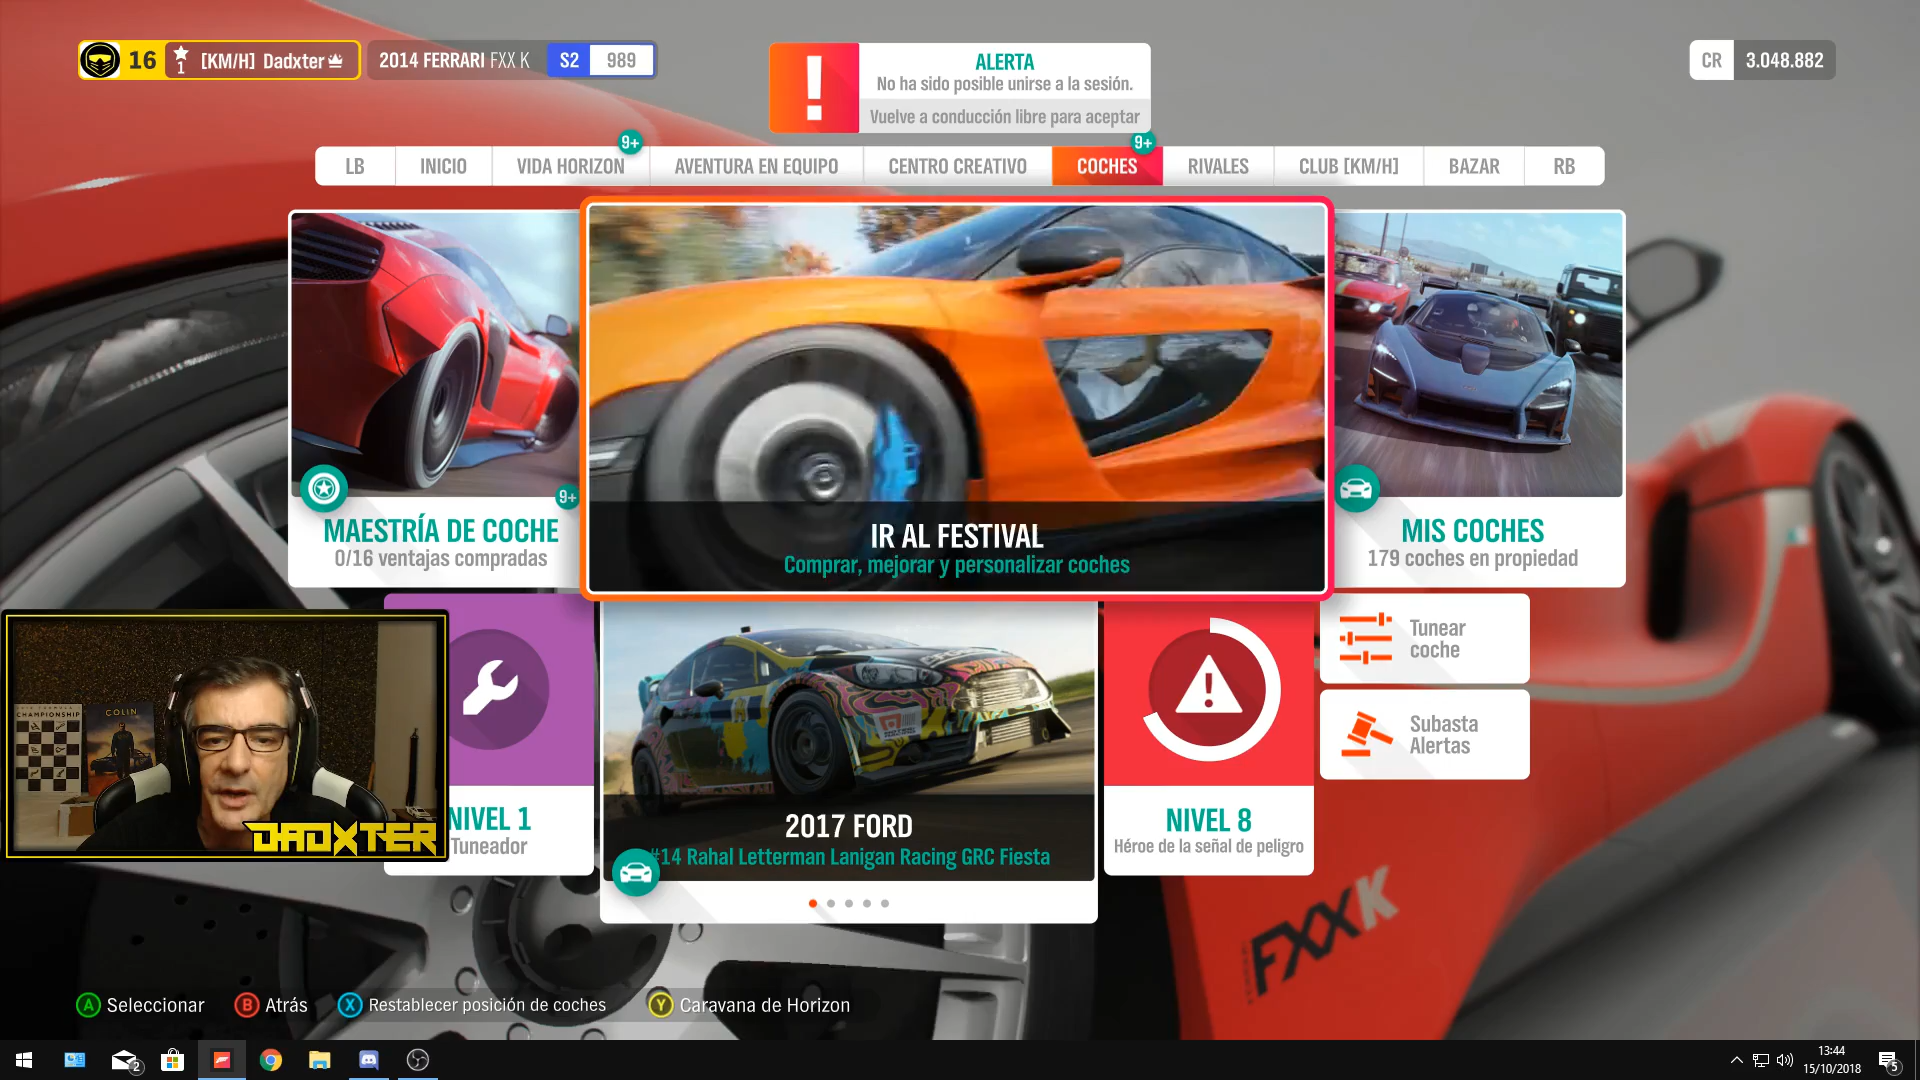 16
1
[KM/H] Dadxter
2014 FERRARI FXX K
S2
989
ALERTA
No ha sido posible unirse a la sesión.
Vuelve a conducción libre para aceptar
CR
3.048.882
9+
9+
LB
INICIO
VIDA HORIZON
AVENTURA EN EQUIPO
CENTRO CREATIVO
COCHES
RIVALES
CLUB [KM/H]
BAZAR
RB
9+
MAESTRÍA DE COCHE
0/16 ventajas compradas
IR AL FESTIVAL
Comprar, mejorar y personalizar coches
MIS COCHES
179 coches en propiedad
CHAMPIONSHIP
COLIN
DADXTER
NIVEL 1
Tuneador
2017 FORD
#14 Rahal Letterman Lanigan Racing GRC Fiesta
NIVEL 8
Héroe de la señal de peligro
Tunear
coche
Subasta
Alertas
FXXK
A Seleccionar
B Atrás
X Restablecer posición de coches
Y Caravana de Horizon
2
13:44
15/10/2018
5